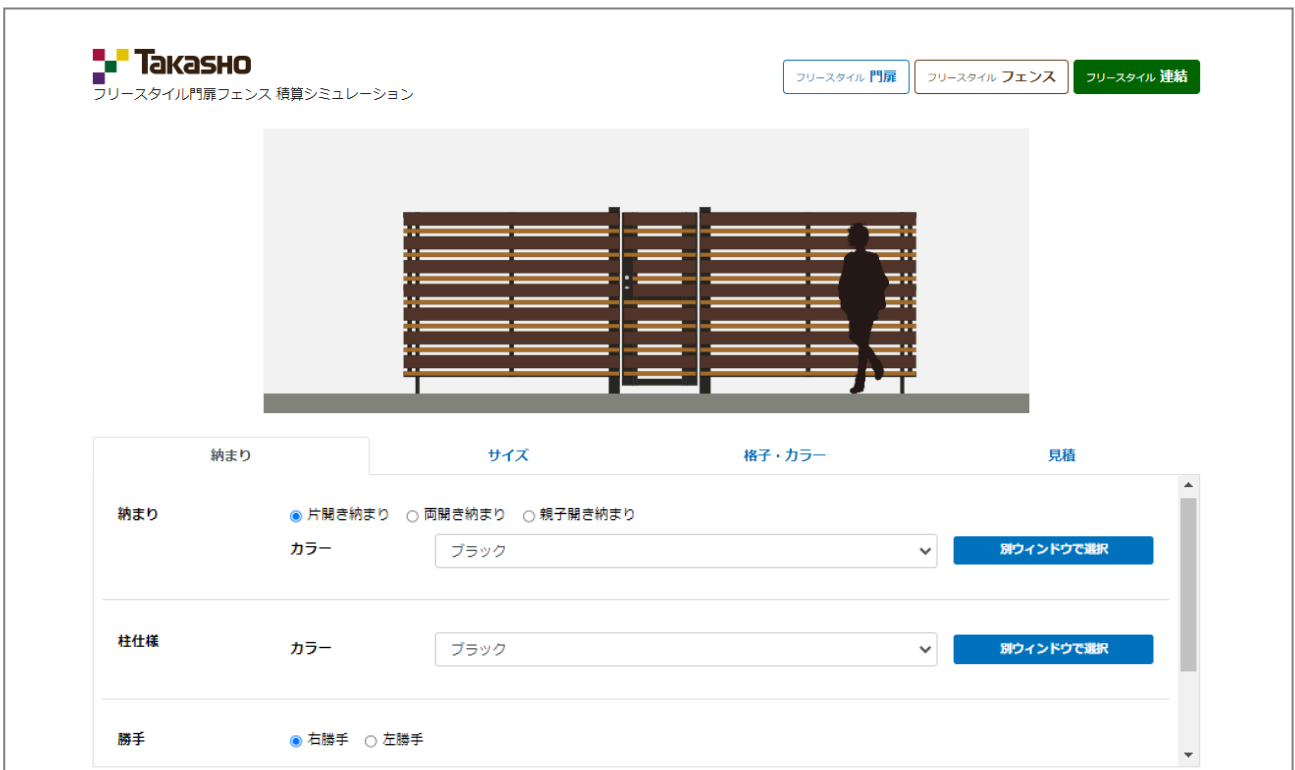 Takasho
フリースタイル門扉フェンス 積算シミュレーション
フリースタイル 門扉
フリースタイル フェンス
フリースタイル 連結
納まり
サイズ
格子・カラー
見積
納まり
片開き納まり 両開き納まり 親子開き納まり
カラー
ブラック
別ウィンドウで選択
柱仕様
カラー
ブラック
別ウィンドウで選択
勝手
右勝手 左勝手